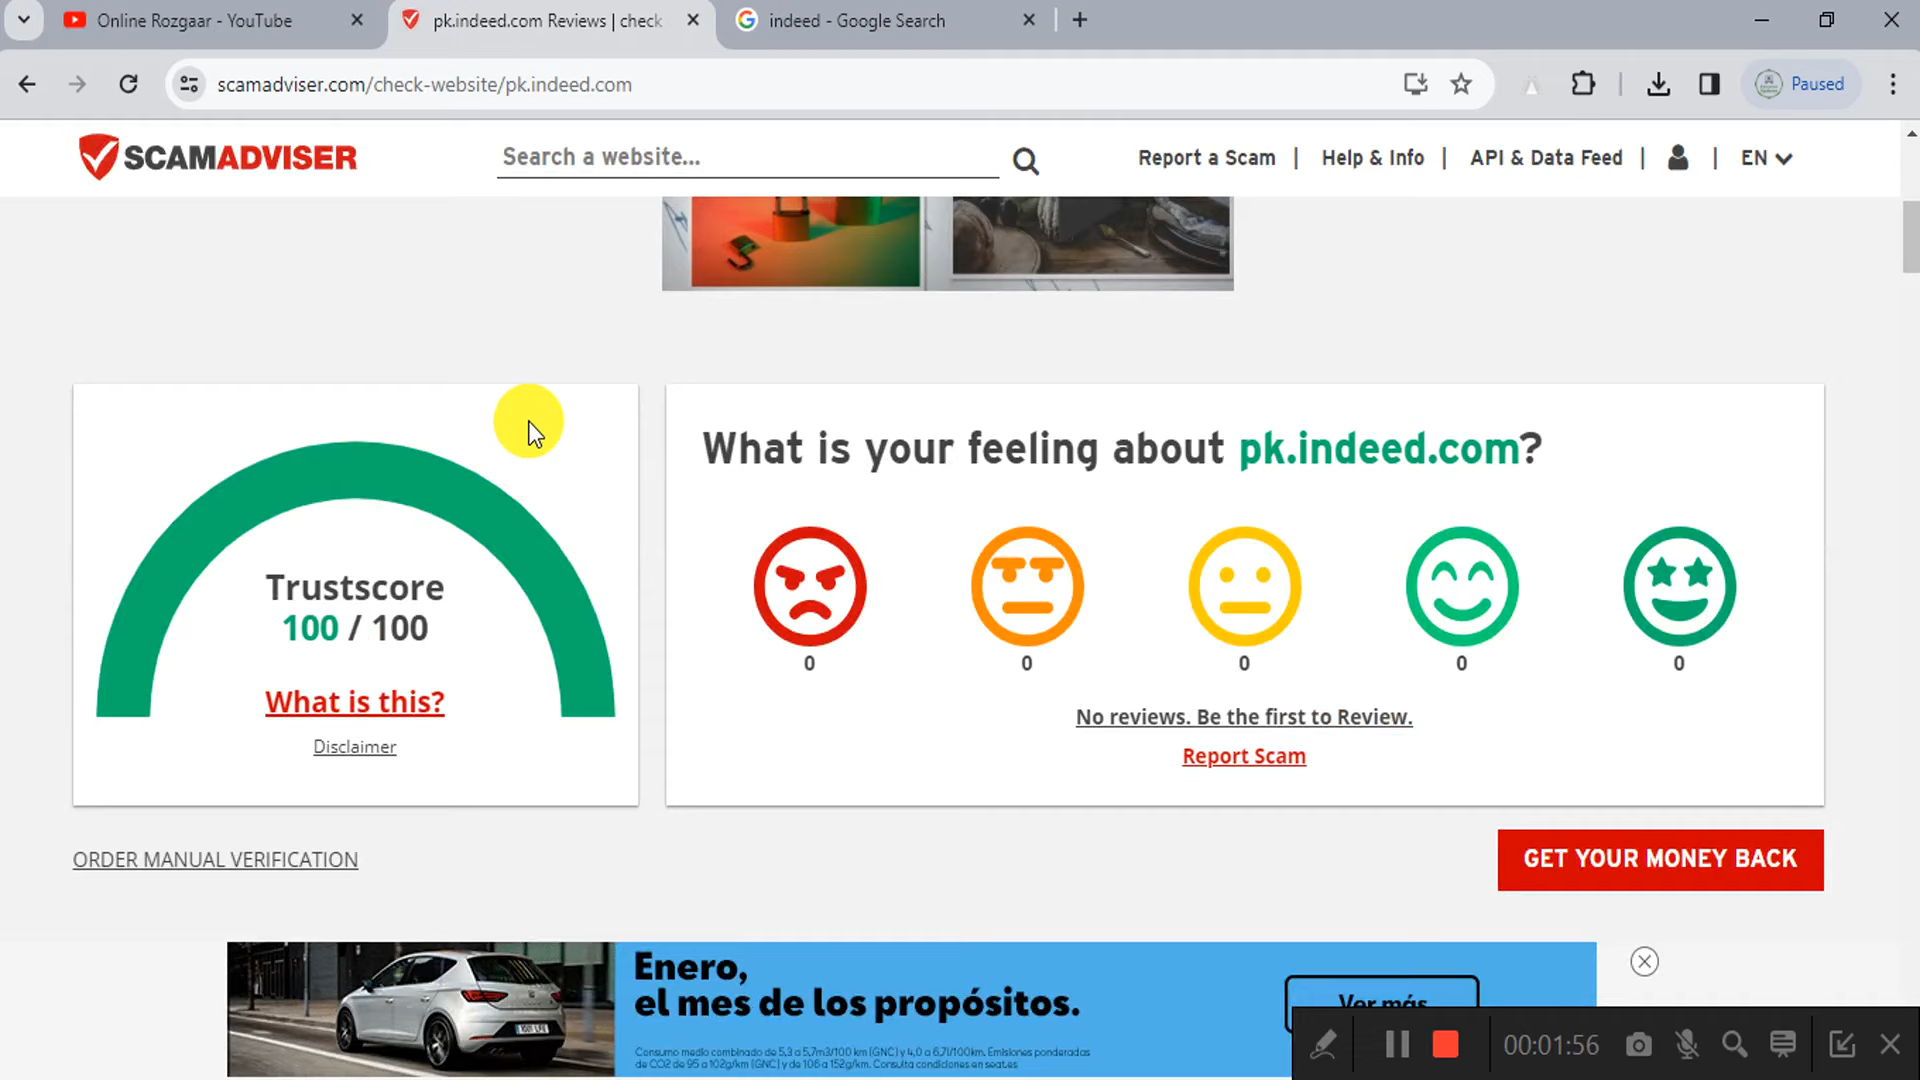 Online Rozgaar - YouTube
pk.indeed.com Reviews | check
indeed - Google Search
scamadviser.com/check-website/pk.indeed.com
Paused
SCAMADVISER
Search a website...
Report a Scam | Help & Info | API & Data Feed | | EN
What is your feeling about pk.indeed.com?
Trustscore
100 / 100
What is this?
Disclaimer
0 0 0 0 0
No reviews. Be the first to Review.
Report Scam
ORDER MANUAL VERIFICATION
GET YOUR MONEY BACK
Enero,
el mes de los propósitos.
Ver más
Consumo medio combinado de 5,3 a 5,7m3/100 km (GNC) y 4,0 a 6,7l/100km. Emisiones ponderadas
de CO2 de 95 a 102g/km (GNC) y de 106 a 152g/km. Consulta condiciones en seat.es
00:01:56